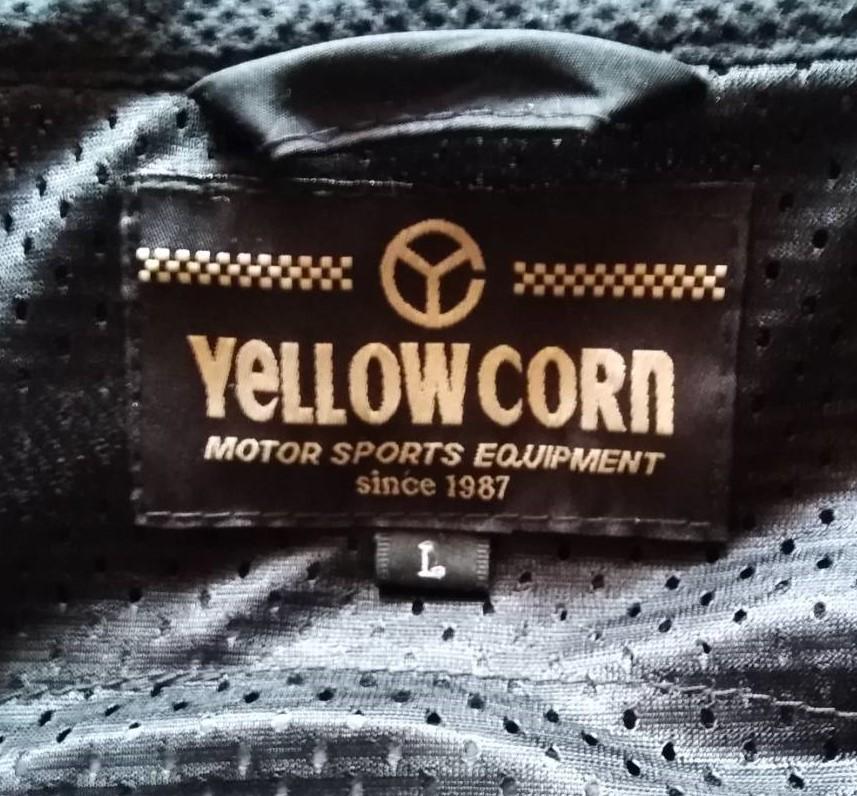 YeLLOWCORn
MOTOR SPORTS EQUIPMENT
since 1987
L